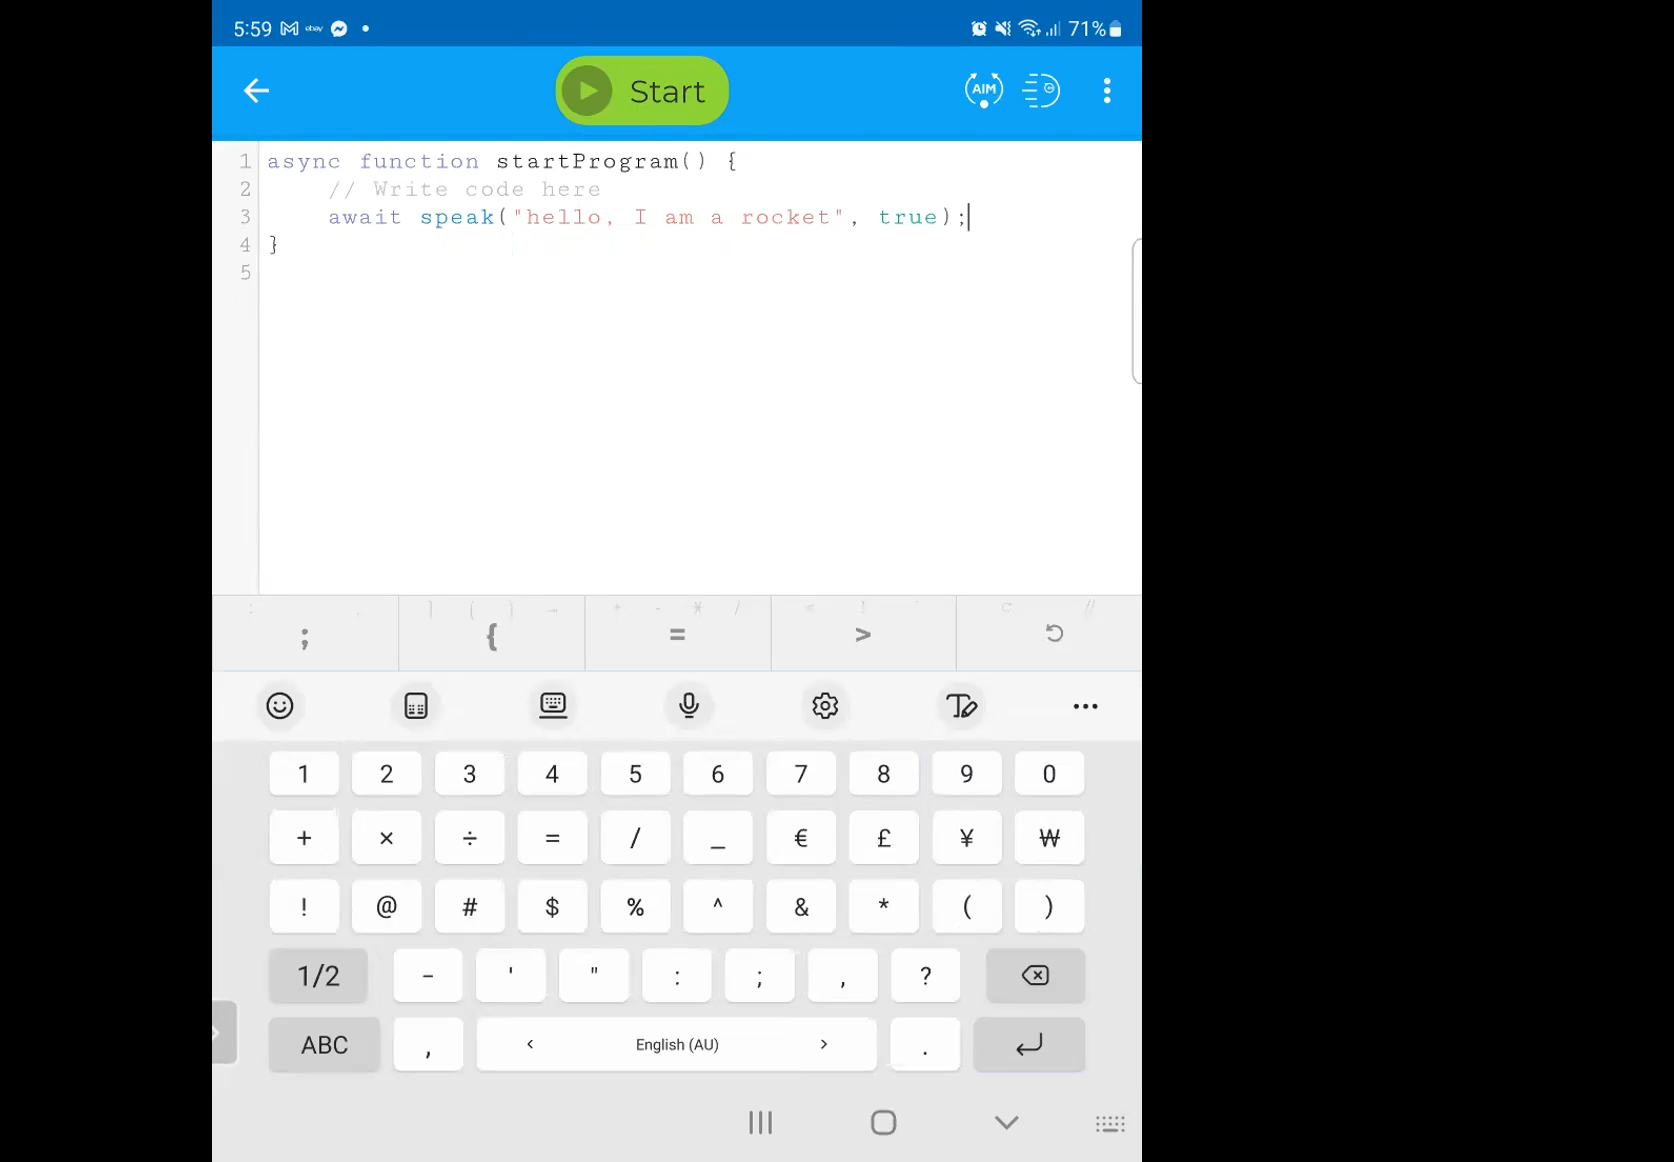 5:59 M ebay 71%
Start AIM
1 async function startProgram() {
2 // Write code here
3 await speak("hello, I am a rocket", true);
4 }
5
: . ] ( ) → + - * / < ! ' //
; { = >
1 2 3 4 5 6 7 8 9 0
+ × ÷ = / _ € £ ¥ ₩
! @ # $ % ^ & * ( )
1/2 - ' " : ; , ?
ABC , < English (AU) > .